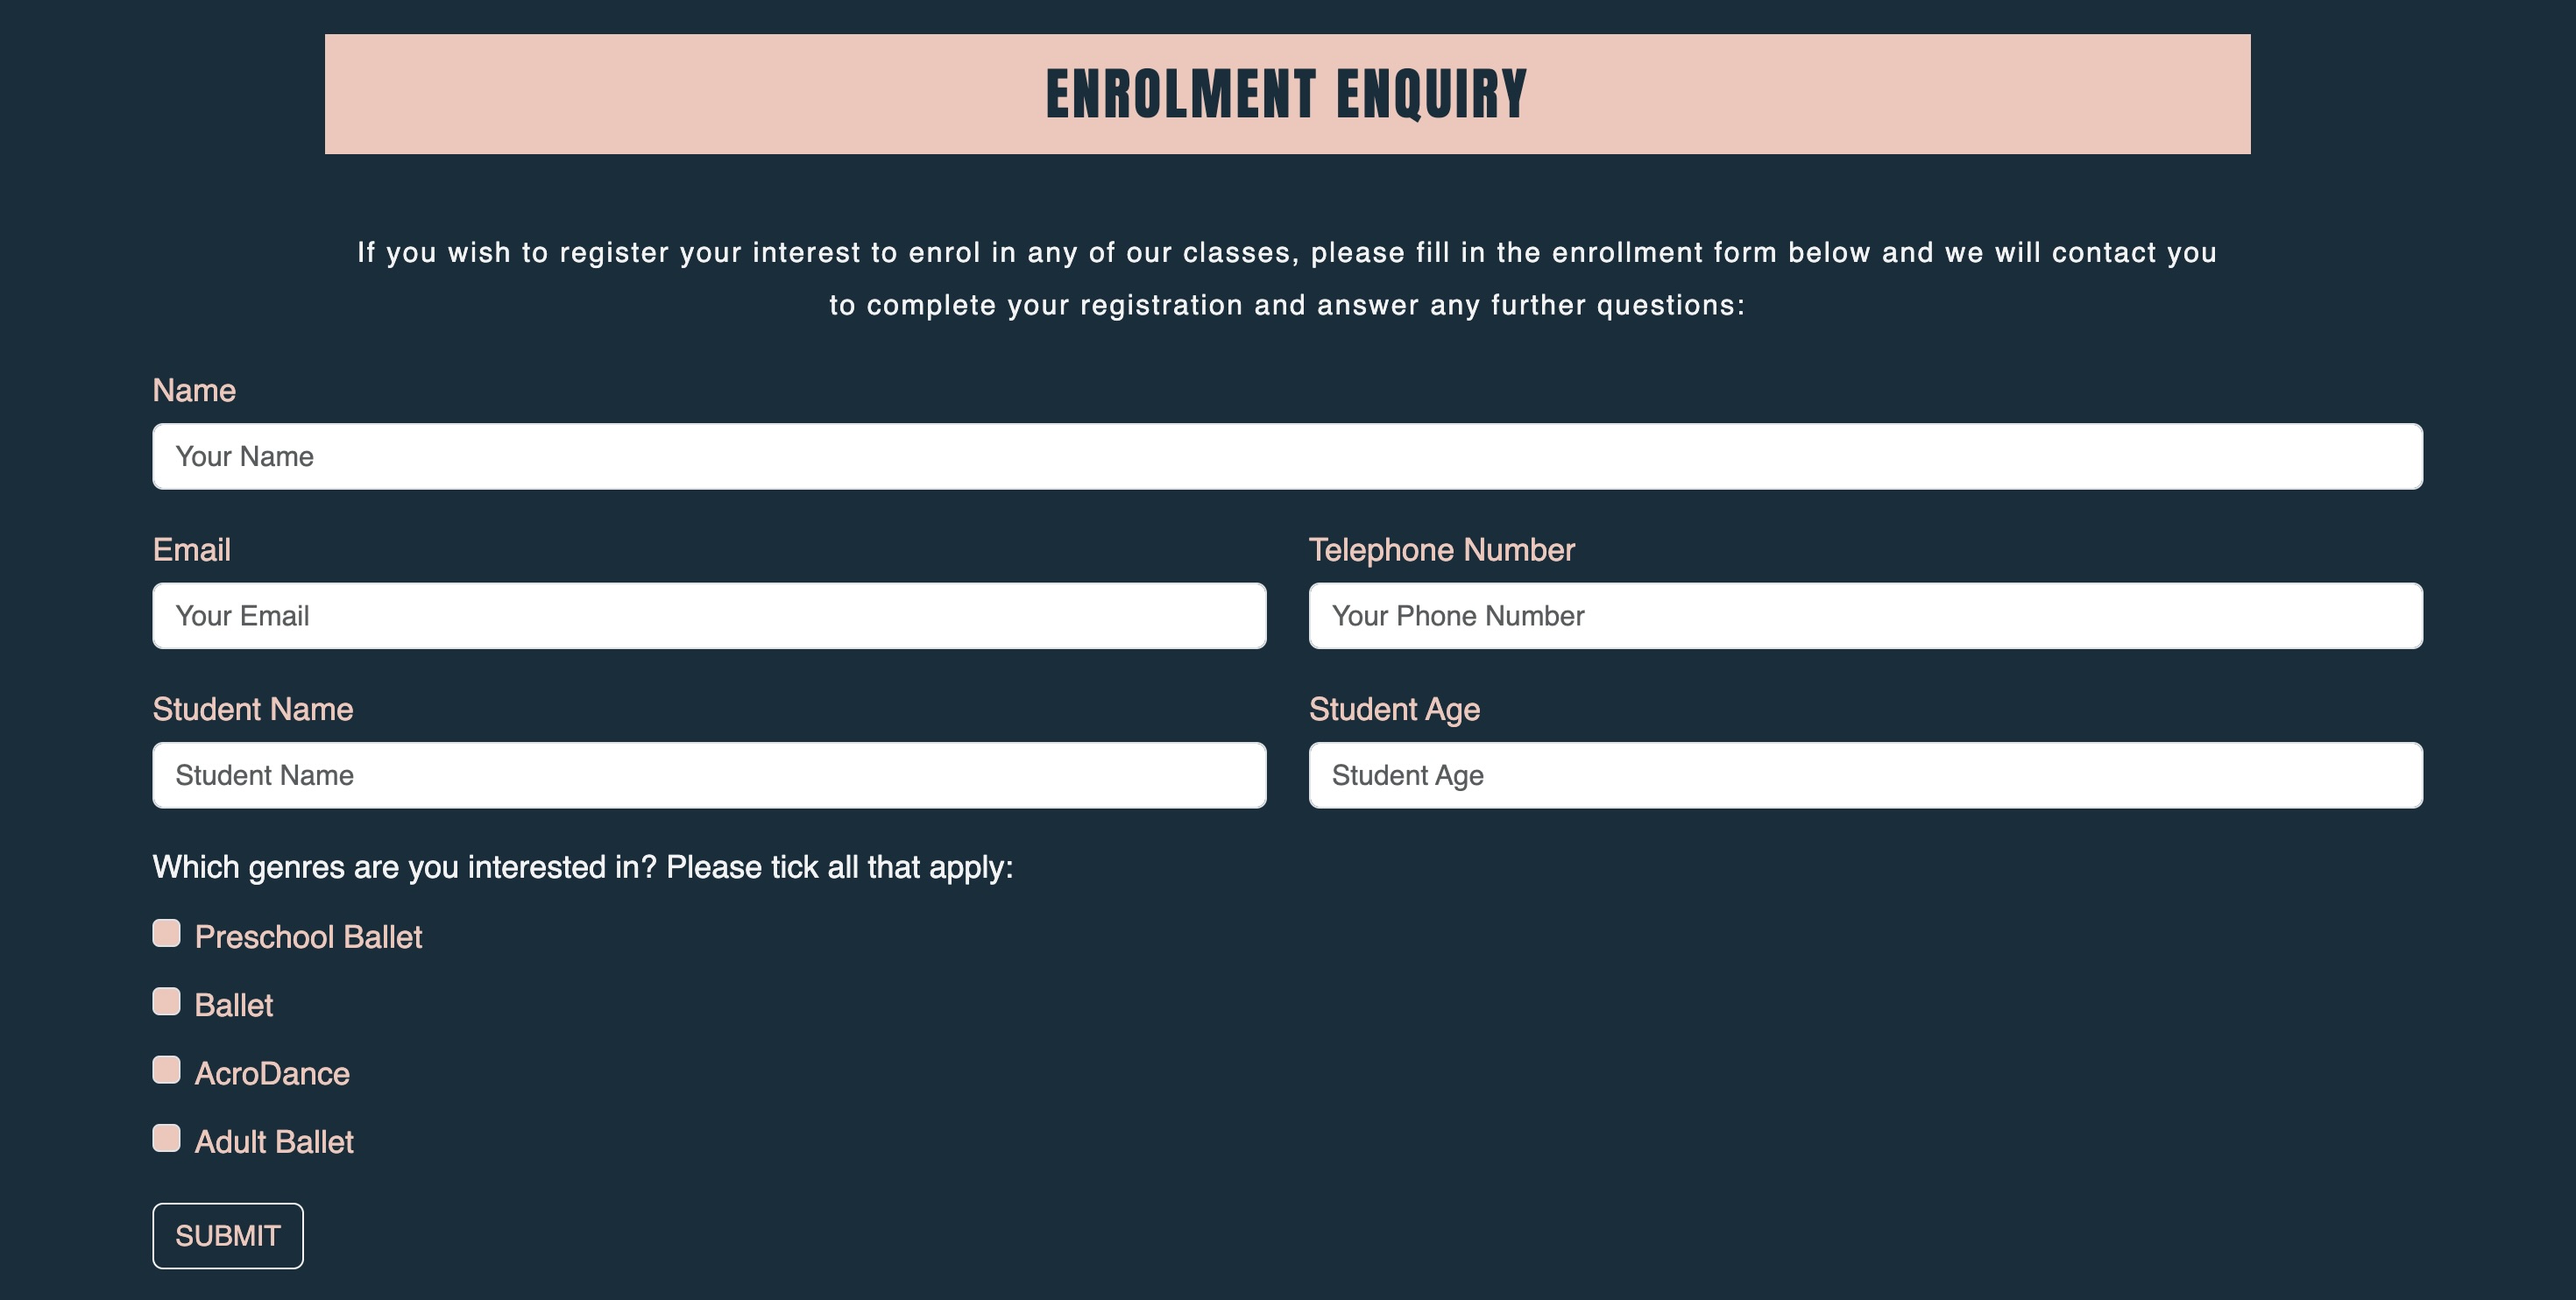 ENROLMENT ENQUIRY
If you wish to register your interest to enrol in any of our classes, please fill in the enrollment form below and we will contact you
to complete your registration and answer any further questions:
Name
Your Name
Email
Telephone Number
Your Email
Your Phone Number
Student Name
Student Age
Student Name
Student Age
Which genres are you interested in? Please tick all that apply:
Preschool Ballet
Ballet
AcroDance
Adult Ballet
SUBMIT